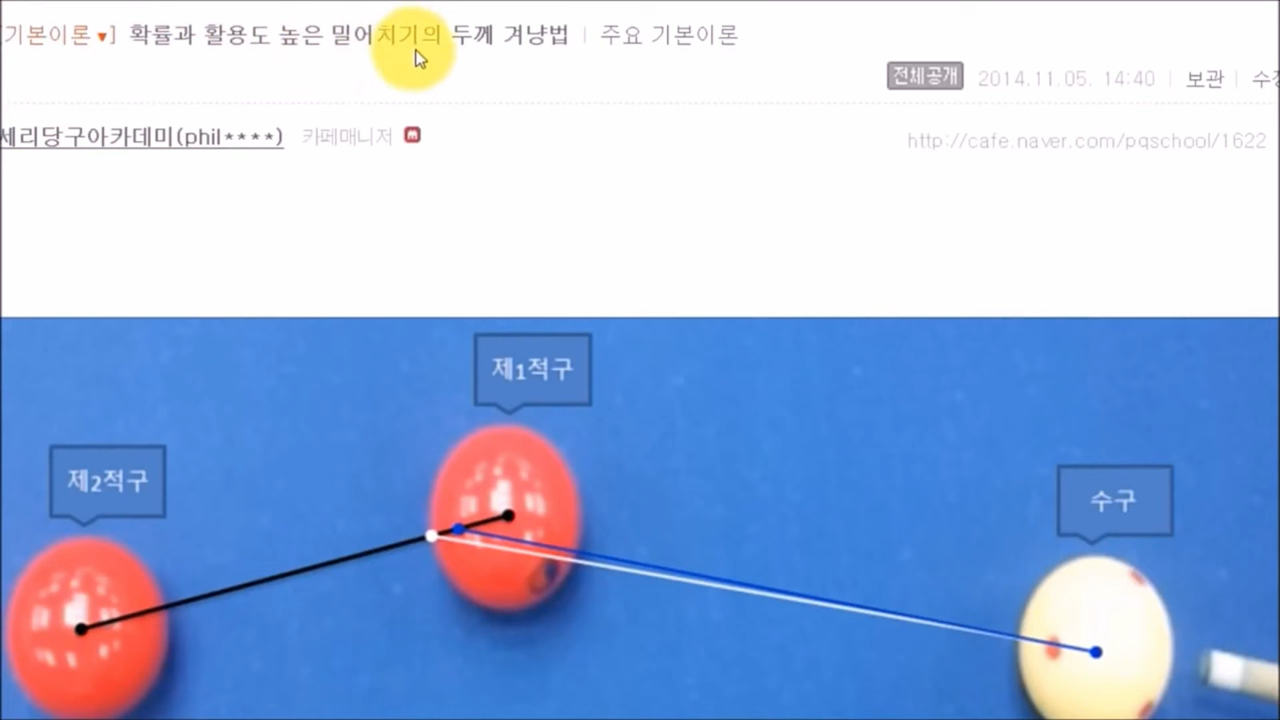 기본이론▼] 확률과 활용도 높은 밀어치기의 두께 겨냥법 | 주요 기본이론
전체공개 2014.11.05. 14:40 | 보관 |
세리당구아카데미(phil****) 카페매니저 m http://cafe.naver.com/pqschool/1622
제1적구
제2적구
수구